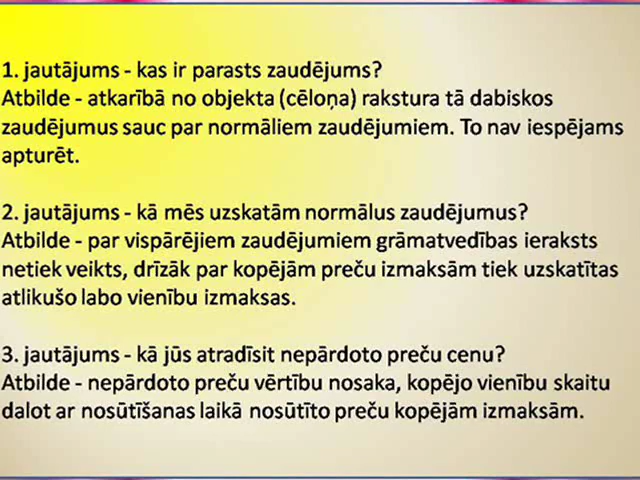 1. jautājums - kas ir parasts zaudējums?
Atbilde - atkarībā no objekta (cēloņa) rakstura tā dabiskos
zaudējumus sauc par normāliem zaudējumiem. To nav iespējams
apturēt.
2. jautājums - kā mēs uzskatām normālus zaudējumus?
Atbilde - par vispārējiem zaudējumiem grāmatvedības ieraksts
netiek veikts, drīzāk par kopējām preču izmaksām tiek uzskatītas
atlikušo labo vienību izmaksas.
3. jautājums - kā jūs atradīsit nepārdoto preču cenu?
Atbilde - nepārdoto preču vērtību nosaka, kopējo vienību skaitu
dalot ar nosūtīšanas laikā nosūtīto preču kopējām izmaksām.